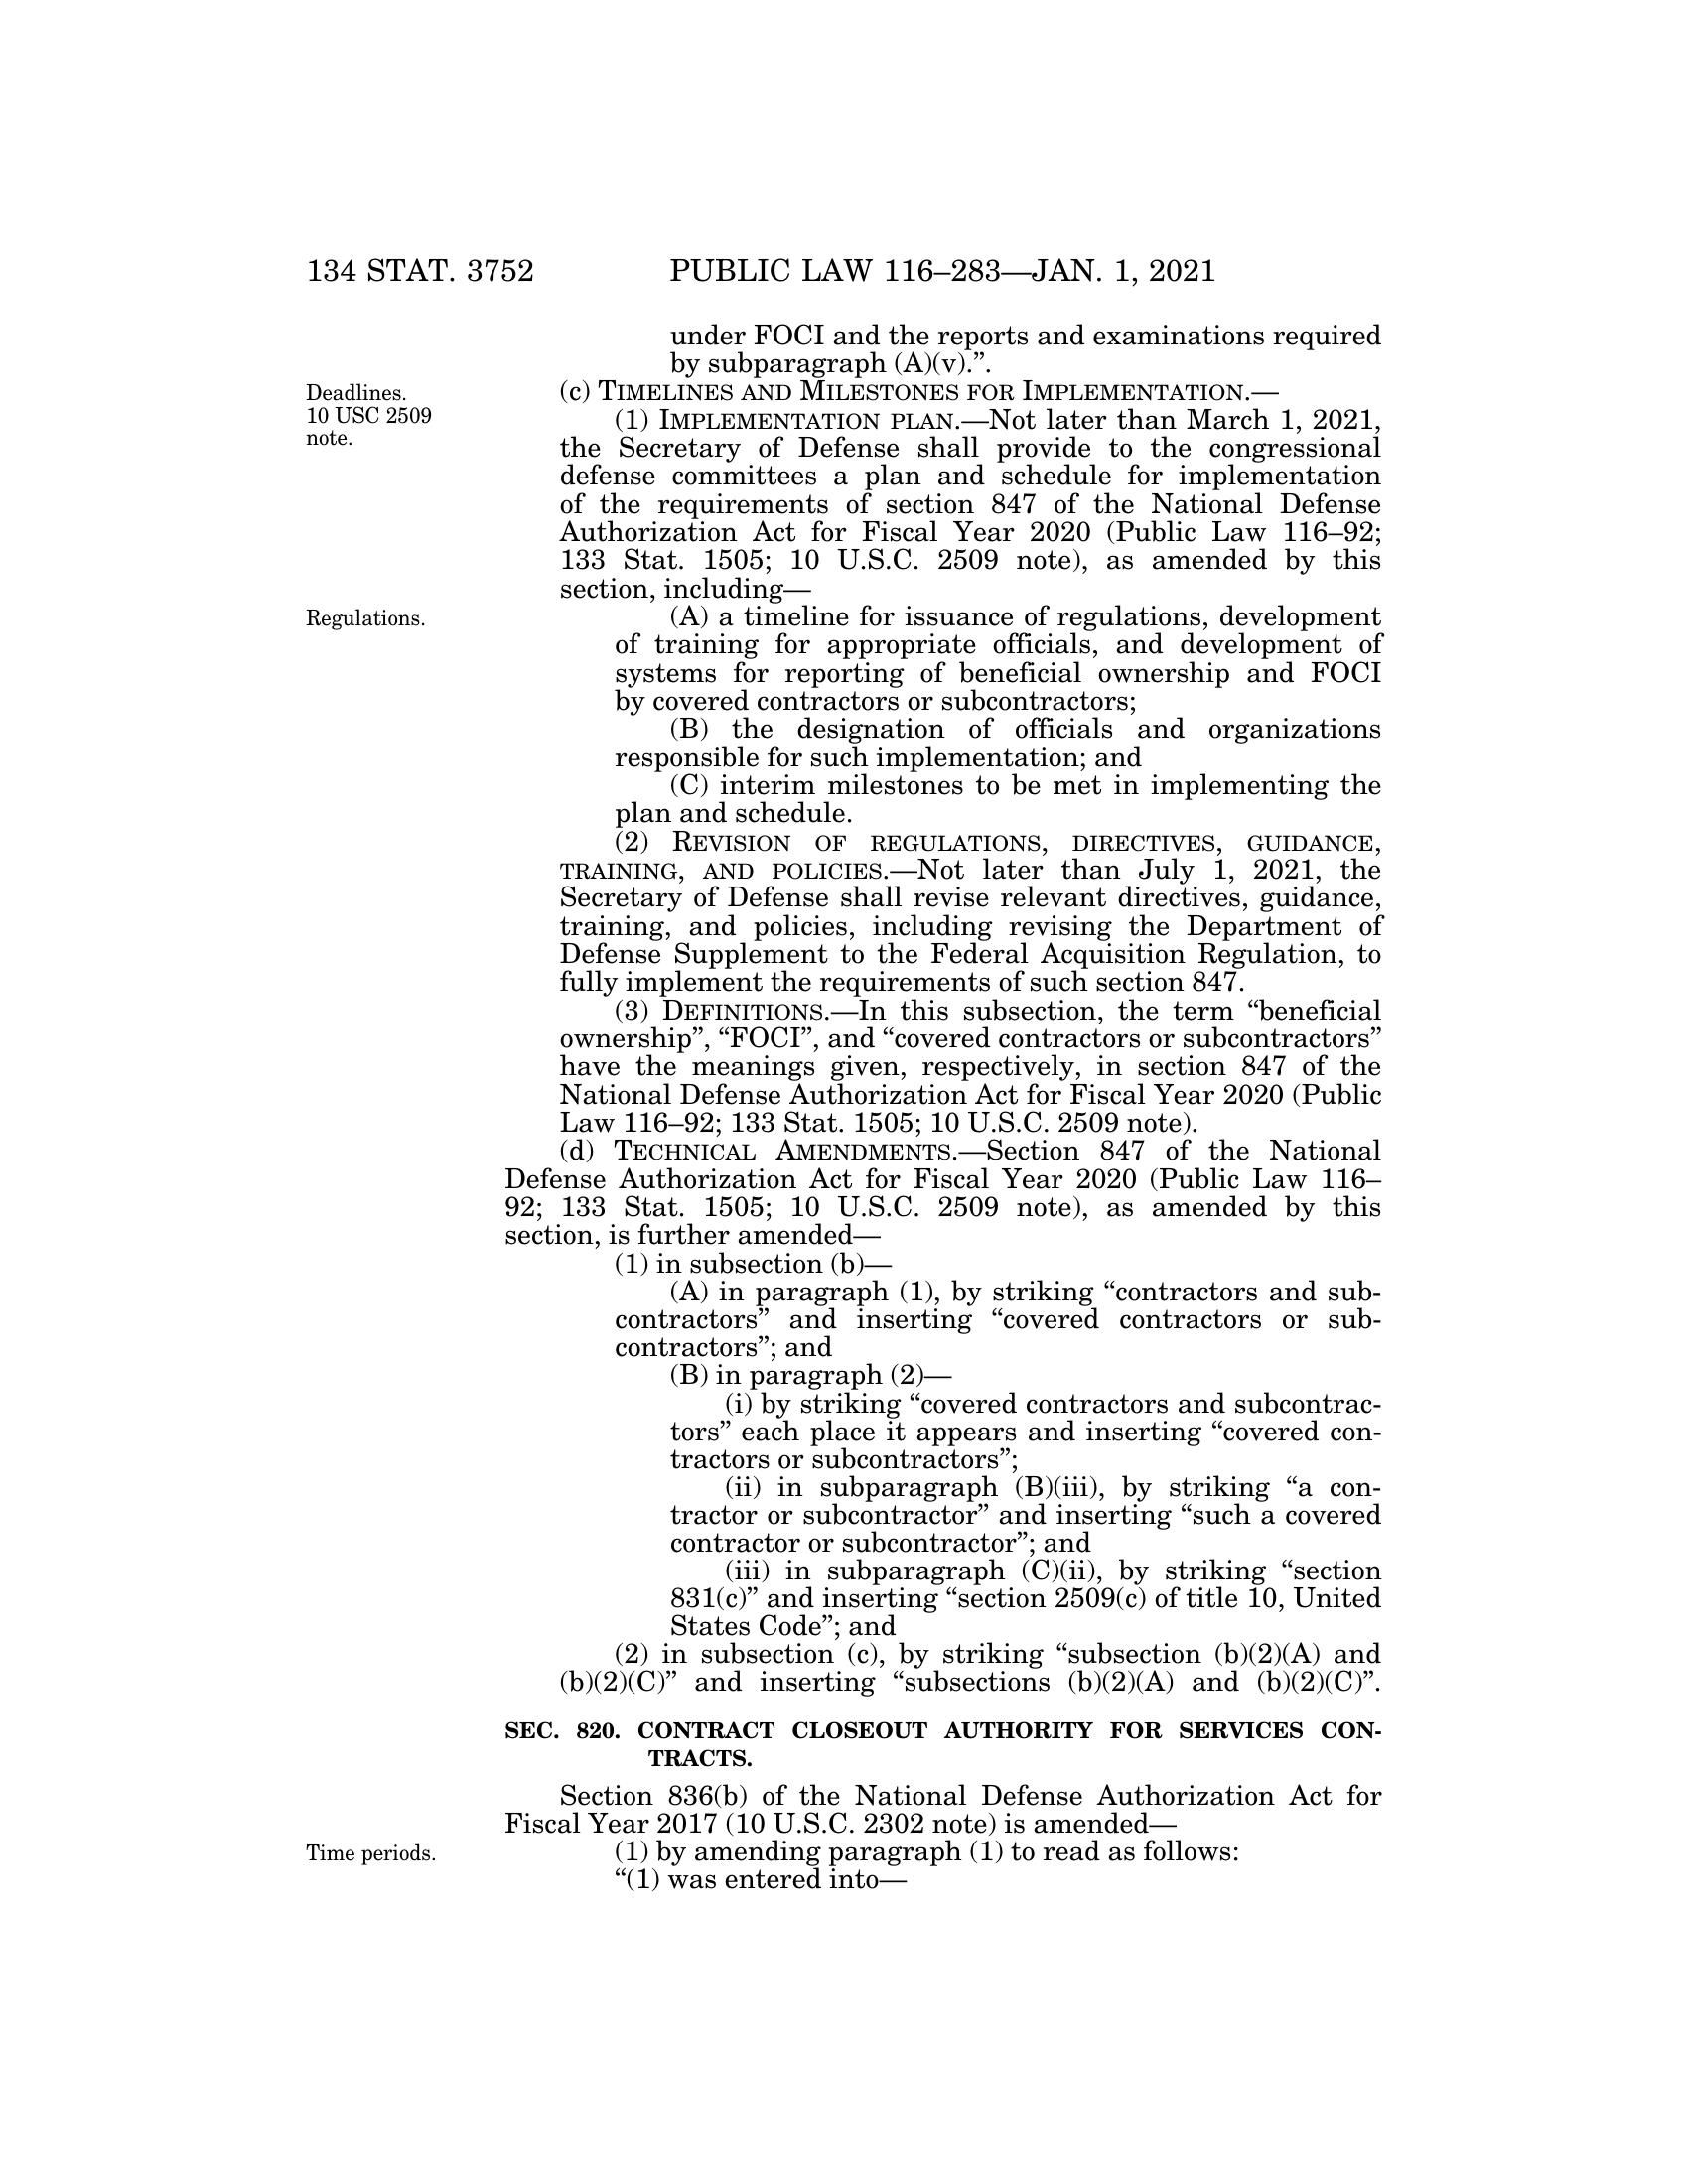 134 STAT. 3752
PUBLIC LAW 116–283—JAN. 1, 2021
under FOCI and the reports and examinations required
by subparagraph (A)(v).”.
Deadlines.
10 USC 2509
note.
(c) TIMELINES AND MILESTONES FOR IMPLEMENTATION.—
(1) IMPLEMENTATION PLAN.—Not later than March 1, 2021,
the Secretary of Defense shall provide to the congressional
defense committees a plan and schedule for implementation
of the requirements of section 847 of the National Defense
Authorization Act for Fiscal Year 2020 (Public Law 116–92;
133 Stat. 1505; 10 U.S.C. 2509 note), as amended by this
section, including—
Regulations.
(A) a timeline for issuance of regulations, development
of training for appropriate officials, and development of
systems for reporting of beneficial ownership and FOCI
by covered contractors or subcontractors;
(B) the designation of officials and organizations
responsible for such implementation; and
(C) interim milestones to be met in implementing the
plan and schedule.
(2) REVISION OF REGULATIONS, DIRECTIVES, GUIDANCE,
TRAINING, AND POLICIES.—Not later than July 1, 2021, the
Secretary of Defense shall revise relevant directives, guidance,
training, and policies, including revising the Department of
Defense Supplement to the Federal Acquisition Regulation, to
fully implement the requirements of such section 847.
(3) DEFINITIONS.—In this subsection, the term “beneficial
ownership”, “FOCI”, and “covered contractors or subcontractors”
have the meanings given, respectively, in section 847 of the
National Defense Authorization Act for Fiscal Year 2020 (Public
Law 116–92; 133 Stat. 1505; 10 U.S.C. 2509 note).
(d) TECHNICAL AMENDMENTS.—Section 847 of the National
Defense Authorization Act for Fiscal Year 2020 (Public Law 116–
92; 133 Stat. 1505; 10 U.S.C. 2509 note), as amended by this
section, is further amended—
(1) in subsection (b)—
(A) in paragraph (1), by striking “contractors and sub-
contractors” and inserting “covered contractors or sub-
contractors”; and
(B) in paragraph (2)—
(i) by striking “covered contractors and subcontrac-
tors” each place it appears and inserting “covered con-
tractors or subcontractors”;
(ii) in subparagraph (B)(iii), by striking “a con-
tractor or subcontractor” and inserting “such a covered
contractor or subcontractor”; and
(iii) in subparagraph (C)(ii), by striking “section
831(c)” and inserting “section 2509(c) of title 10, United
States Code”; and
(2) in subsection (c), by striking “subsection (b)(2)(A) and
(b)(2)(C)” and inserting “subsections (b)(2)(A) and (b)(2)(C)”.
SEC. 820. CONTRACT CLOSEOUT AUTHORITY FOR SERVICES CON-
TRACTS.
Section 836(b) of the National Defense Authorization Act for
Fiscal Year 2017 (10 U.S.C. 2302 note) is amended—
Time periods.
(1) by amending paragraph (1) to read as follows:
“(1) was entered into—